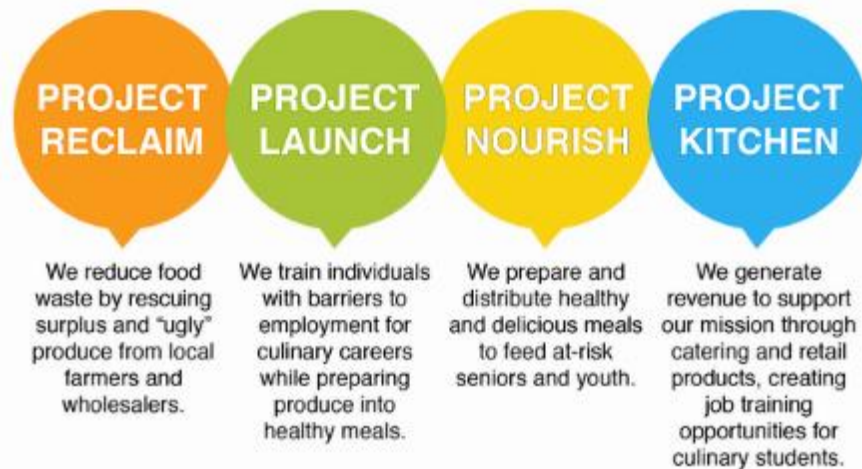 PROJECT
RECLAIM
We reduce food
waste by rescuing
surplus and “ugly”
produce from local
farmers and
wholesalers.
PROJECT
LAUNCH
We train individuals
with barriers to
employment for
culinary careers
while preparing
produce into
healthy meals.
PROJECT
NOURISH
We prepare and
distribute healthy
and delicious meals
to feed at-risk
seniors and youth.
PROJECT
KITCHEN
We generate
revenue to support
our mission through
catering and retail
products, creating
job training
opportunities for
culinary students.